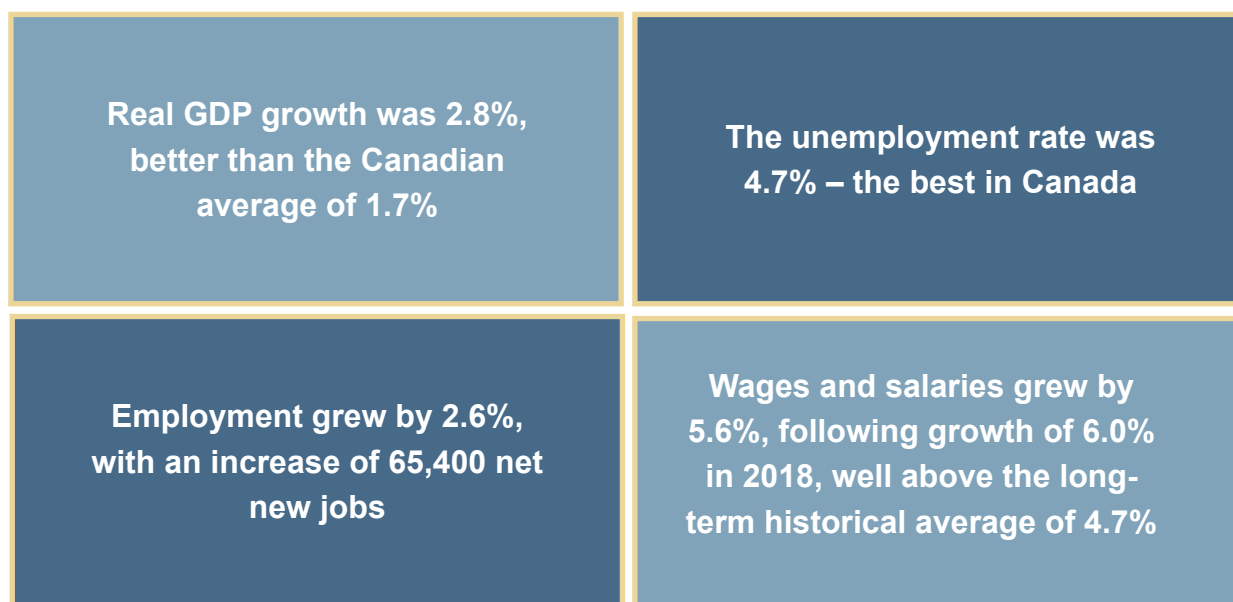 Real GDP growth was 2.8%,
better than the Canadian
average of 1.7%
The unemployment rate was
4.7% – the best in Canada
Employment grew by 2.6%,
with an increase of 65,400 net
new jobs
Wages and salaries grew by
5.6%, following growth of 6.0%
in 2018, well above the long-
term historical average of 4.7%